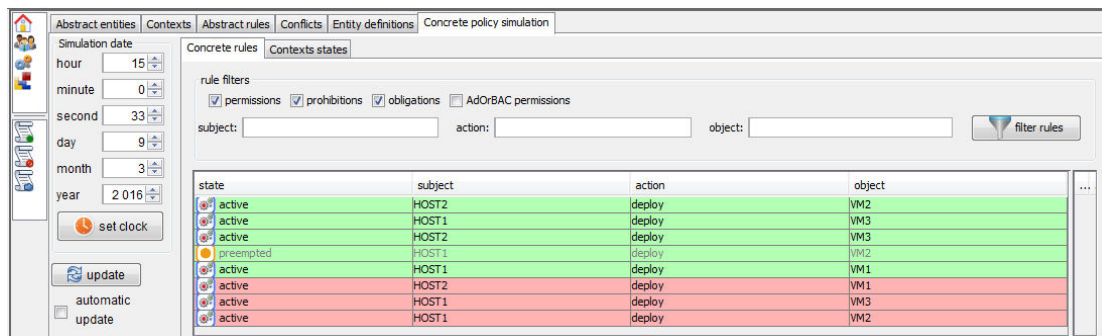 Abstract entities Contexts Abstract rules Conflicts Entity definitions Concrete policy simulation
Simulation date
hour 15
minute 0
second 33
day 9
month 3
year 2 016
set clock
update
automatic
update
Concrete rules Contexts states
rule filters
permissions prohibitions obligations AdOrBAC permissions
subject: action: object: filter rules
state subject action object ...
active HOST2 deploy VM2
active HOST1 deploy VM3
active HOST2 deploy VM3
preempted HOST1 deploy VM2
active HOST1 deploy VM1
active HOST2 deploy VM1
active HOST1 deploy VM3
active HOST1 deploy VM2